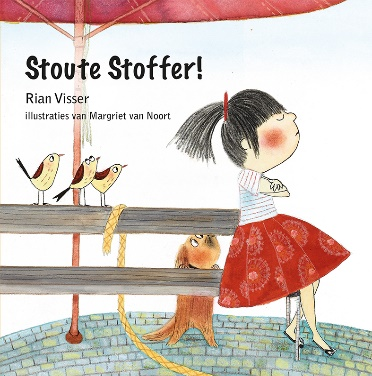 Stoute Stoffer!
Rian Visser
illustraties van Margriet van Noort